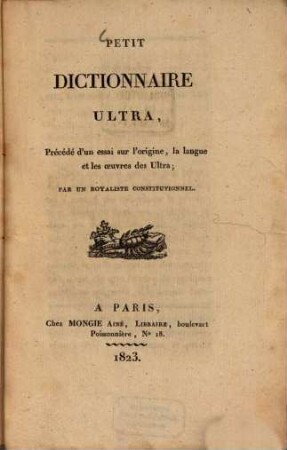 PETIT
DICTIONNAIRE
ULTRA,
Précédé d'un essai sur l'origine, la langue
et les œuvres des Ultra;
PAR UN ROYALISTE CONSTITUTIONNEL.
A PARIS,
Chez MONGIE AINÉ, LIBRAIRE, boulevart
Poissonnière, No 18.
1823.